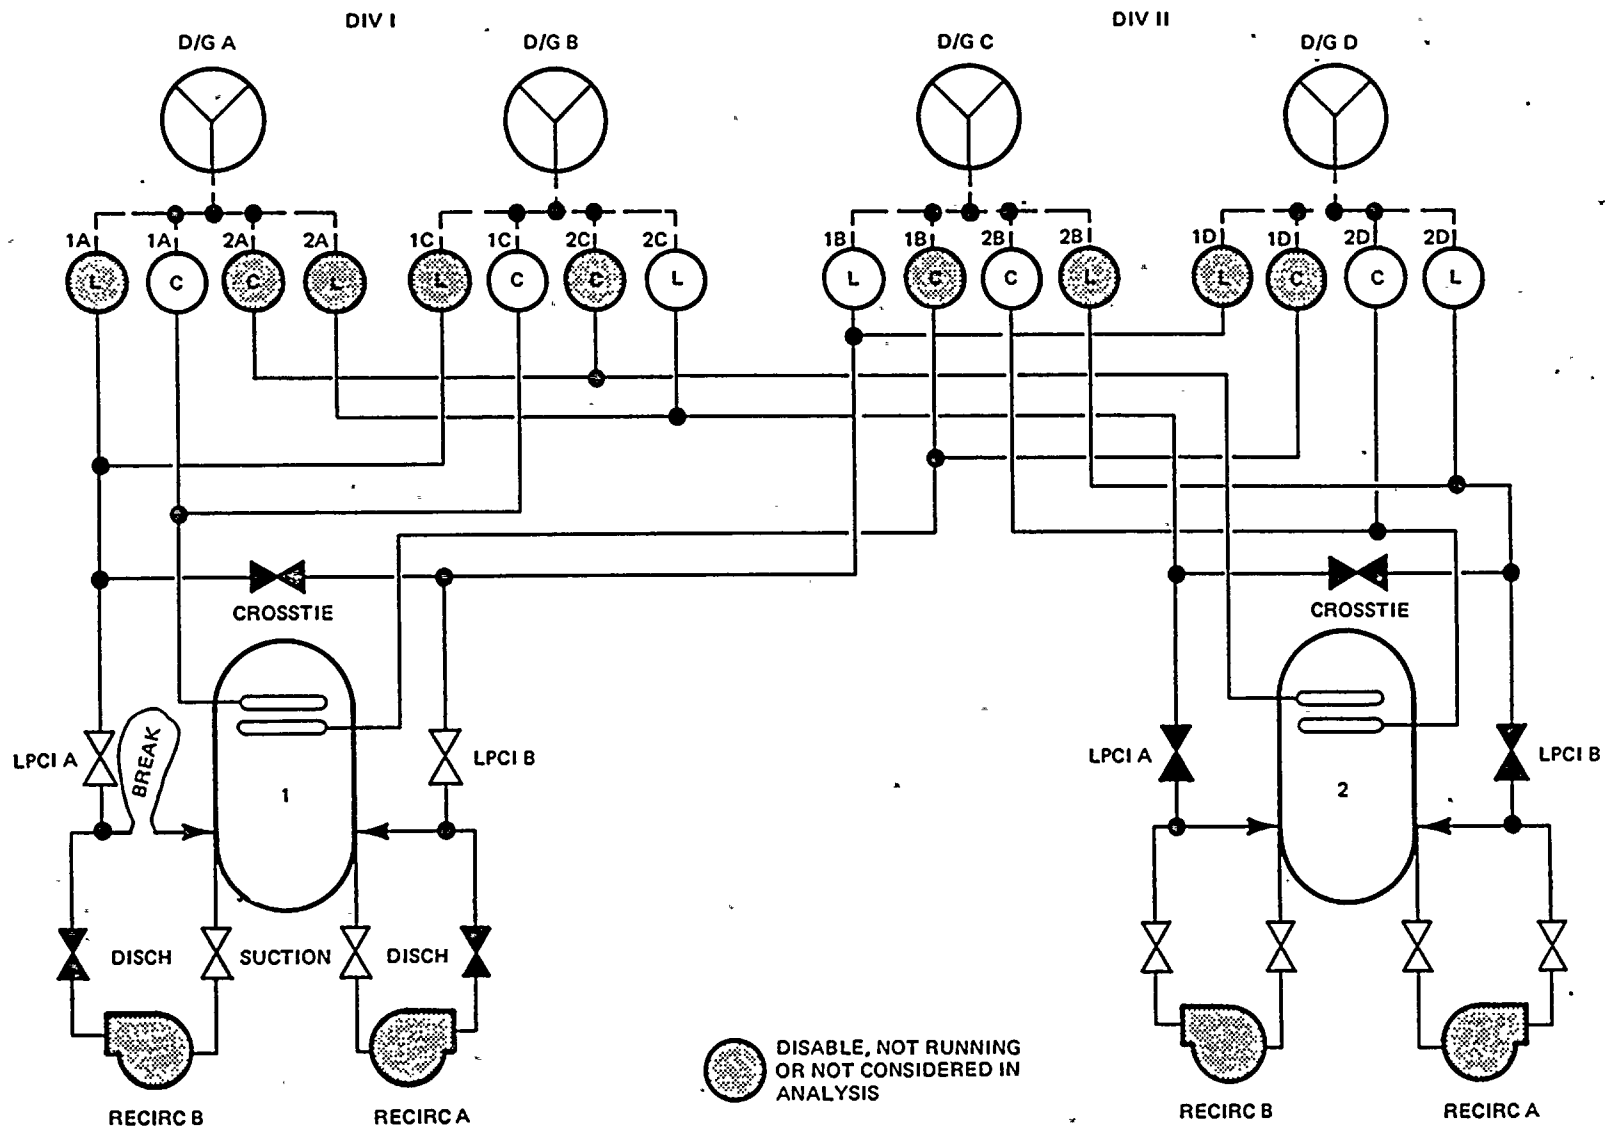 DIV I
DIV II
D/G A
D/G B
D/G C
D/G D
1A 1A 2A 2A
1C 1C 2C 2C
1B 1B 2B 2B
1D 1D 2D 2D
L C C L
L C C L
L C C L
L C C L
CROSSTIE
CROSSTIE
LPCI A
BREAK
LPCI B
1
LPCI A
LPCI B
2
DISCH
SUCTION
DISCH
RECIRC B
RECIRC A
DISABLE, NOT RUNNING
OR NOT CONSIDERED IN
ANALYSIS
RECIRC B
RECIRC A